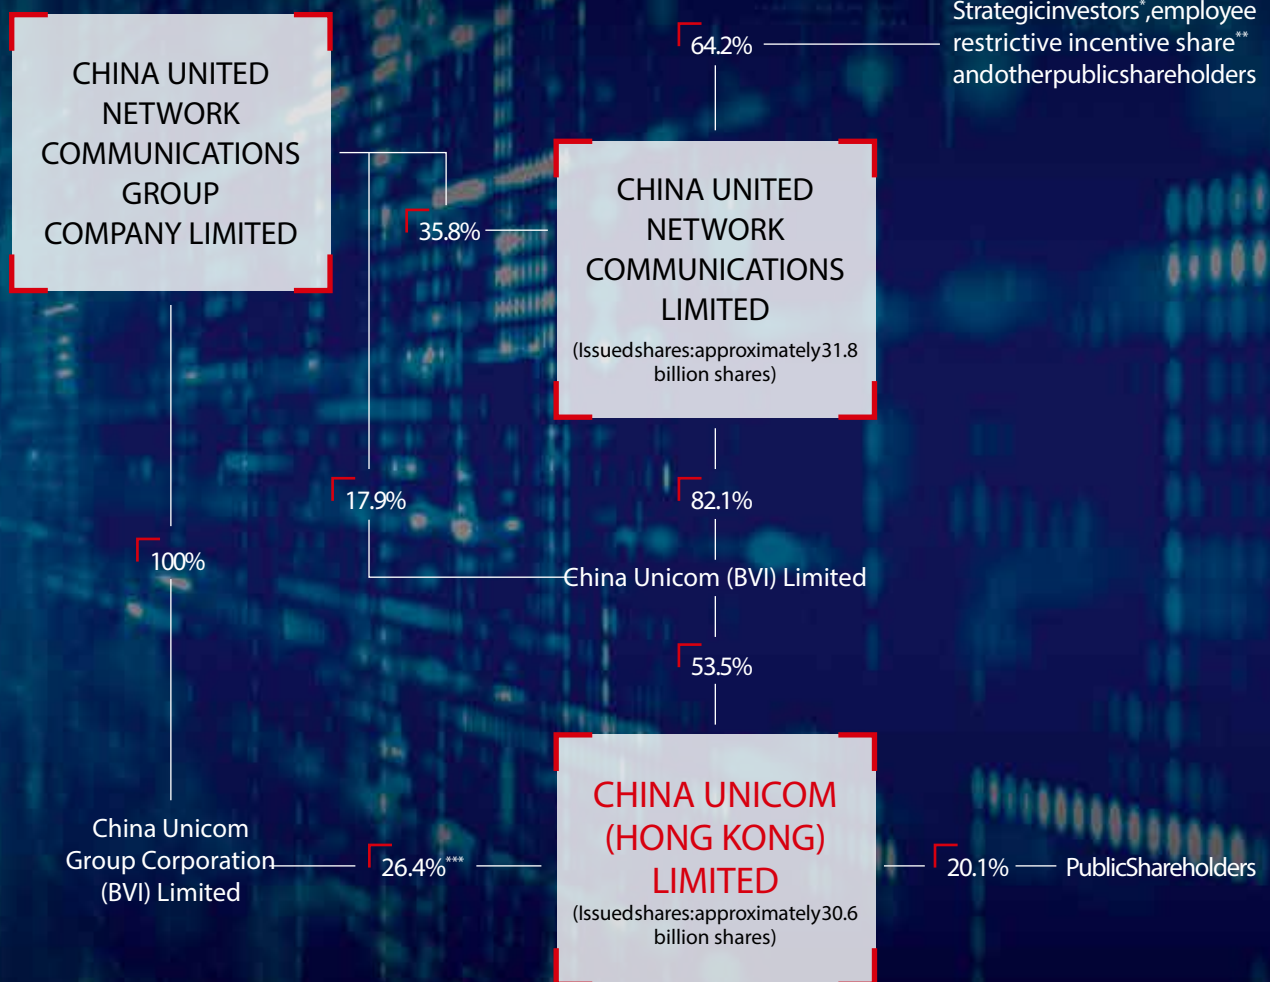 Strategicinvestors*,employee
restrictive incentive share**
andotherpublicshareholders
64.2%
CHINA UNITED
NETWORK
COMMUNICATIONS
GROUP
COMPANY LIMITED
35.8%
CHINA UNITED
NETWORK
COMMUNICATIONS
LIMITED
(Issuedshares:approximately31.8
billion shares)
17.9%
82.1%
100%
China Unicom (BVI) Limited
53.5%
China Unicom
Group Corporation
(BVI) Limited
26.4%***
CHINA UNICOM
(HONG KONG)
LIMITED
(Issuedshares:approximately30.6
billion shares)
20.1%
PublicShareholders